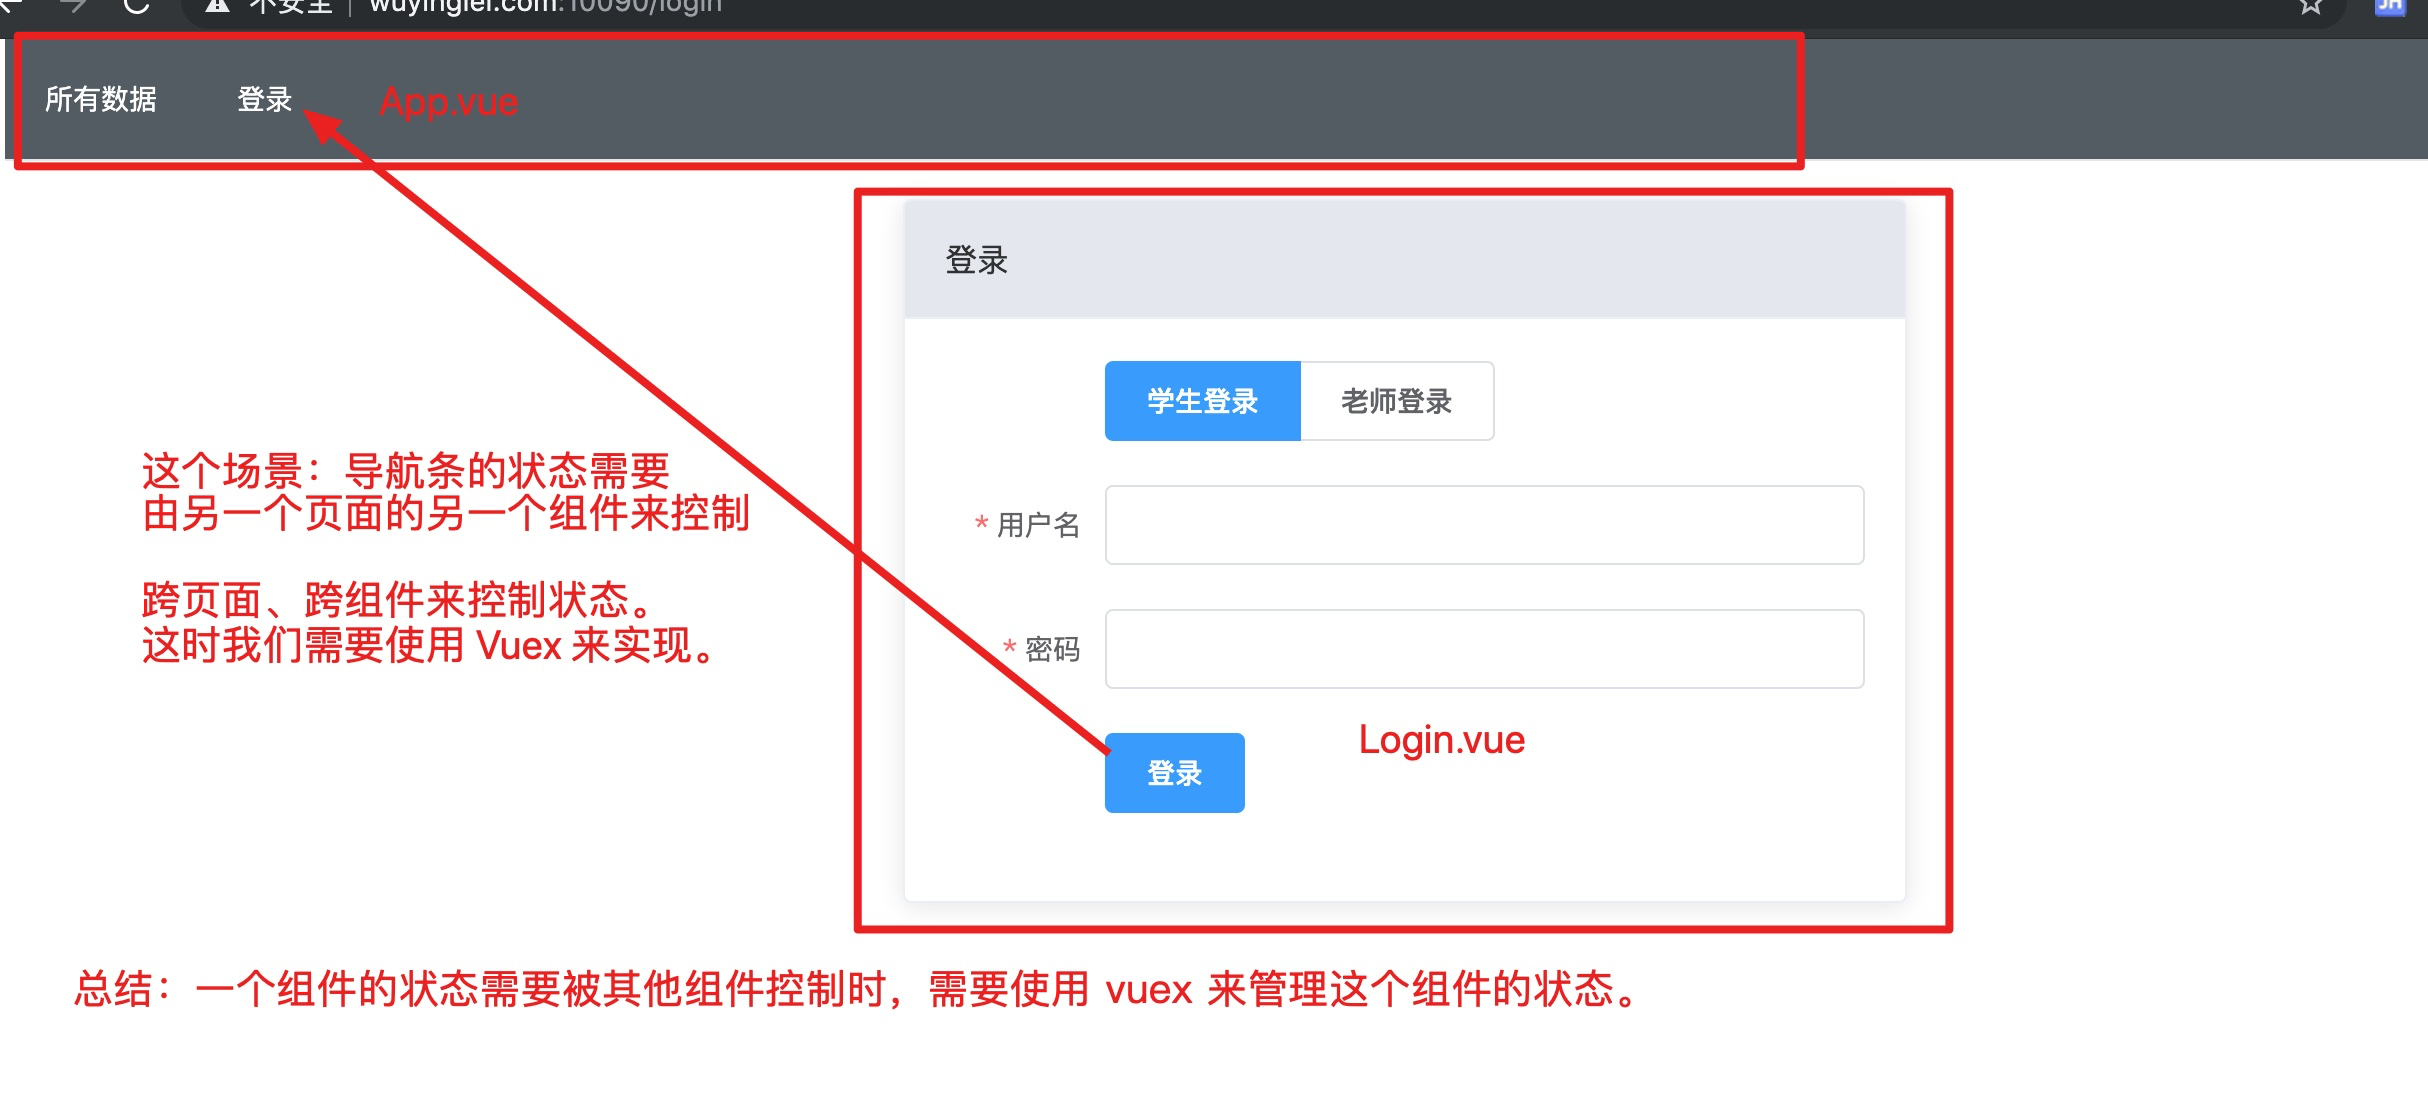 不安全 | wuyinglei.com:10090/login
所有数据 登录 App.vue
登录
学生登录 老师登录
这个场景：导航条的状态需要
由另一个页面的另一个组件来控制
* 用户名
跨页面、跨组件来控制状态。
这时我们需要使用 Vuex 来实现。
* 密码
Login.vue
登录
总结：一个组件的状态需要被其他组件控制时，需要使用 vuex 来管理这个组件的状态。
JH